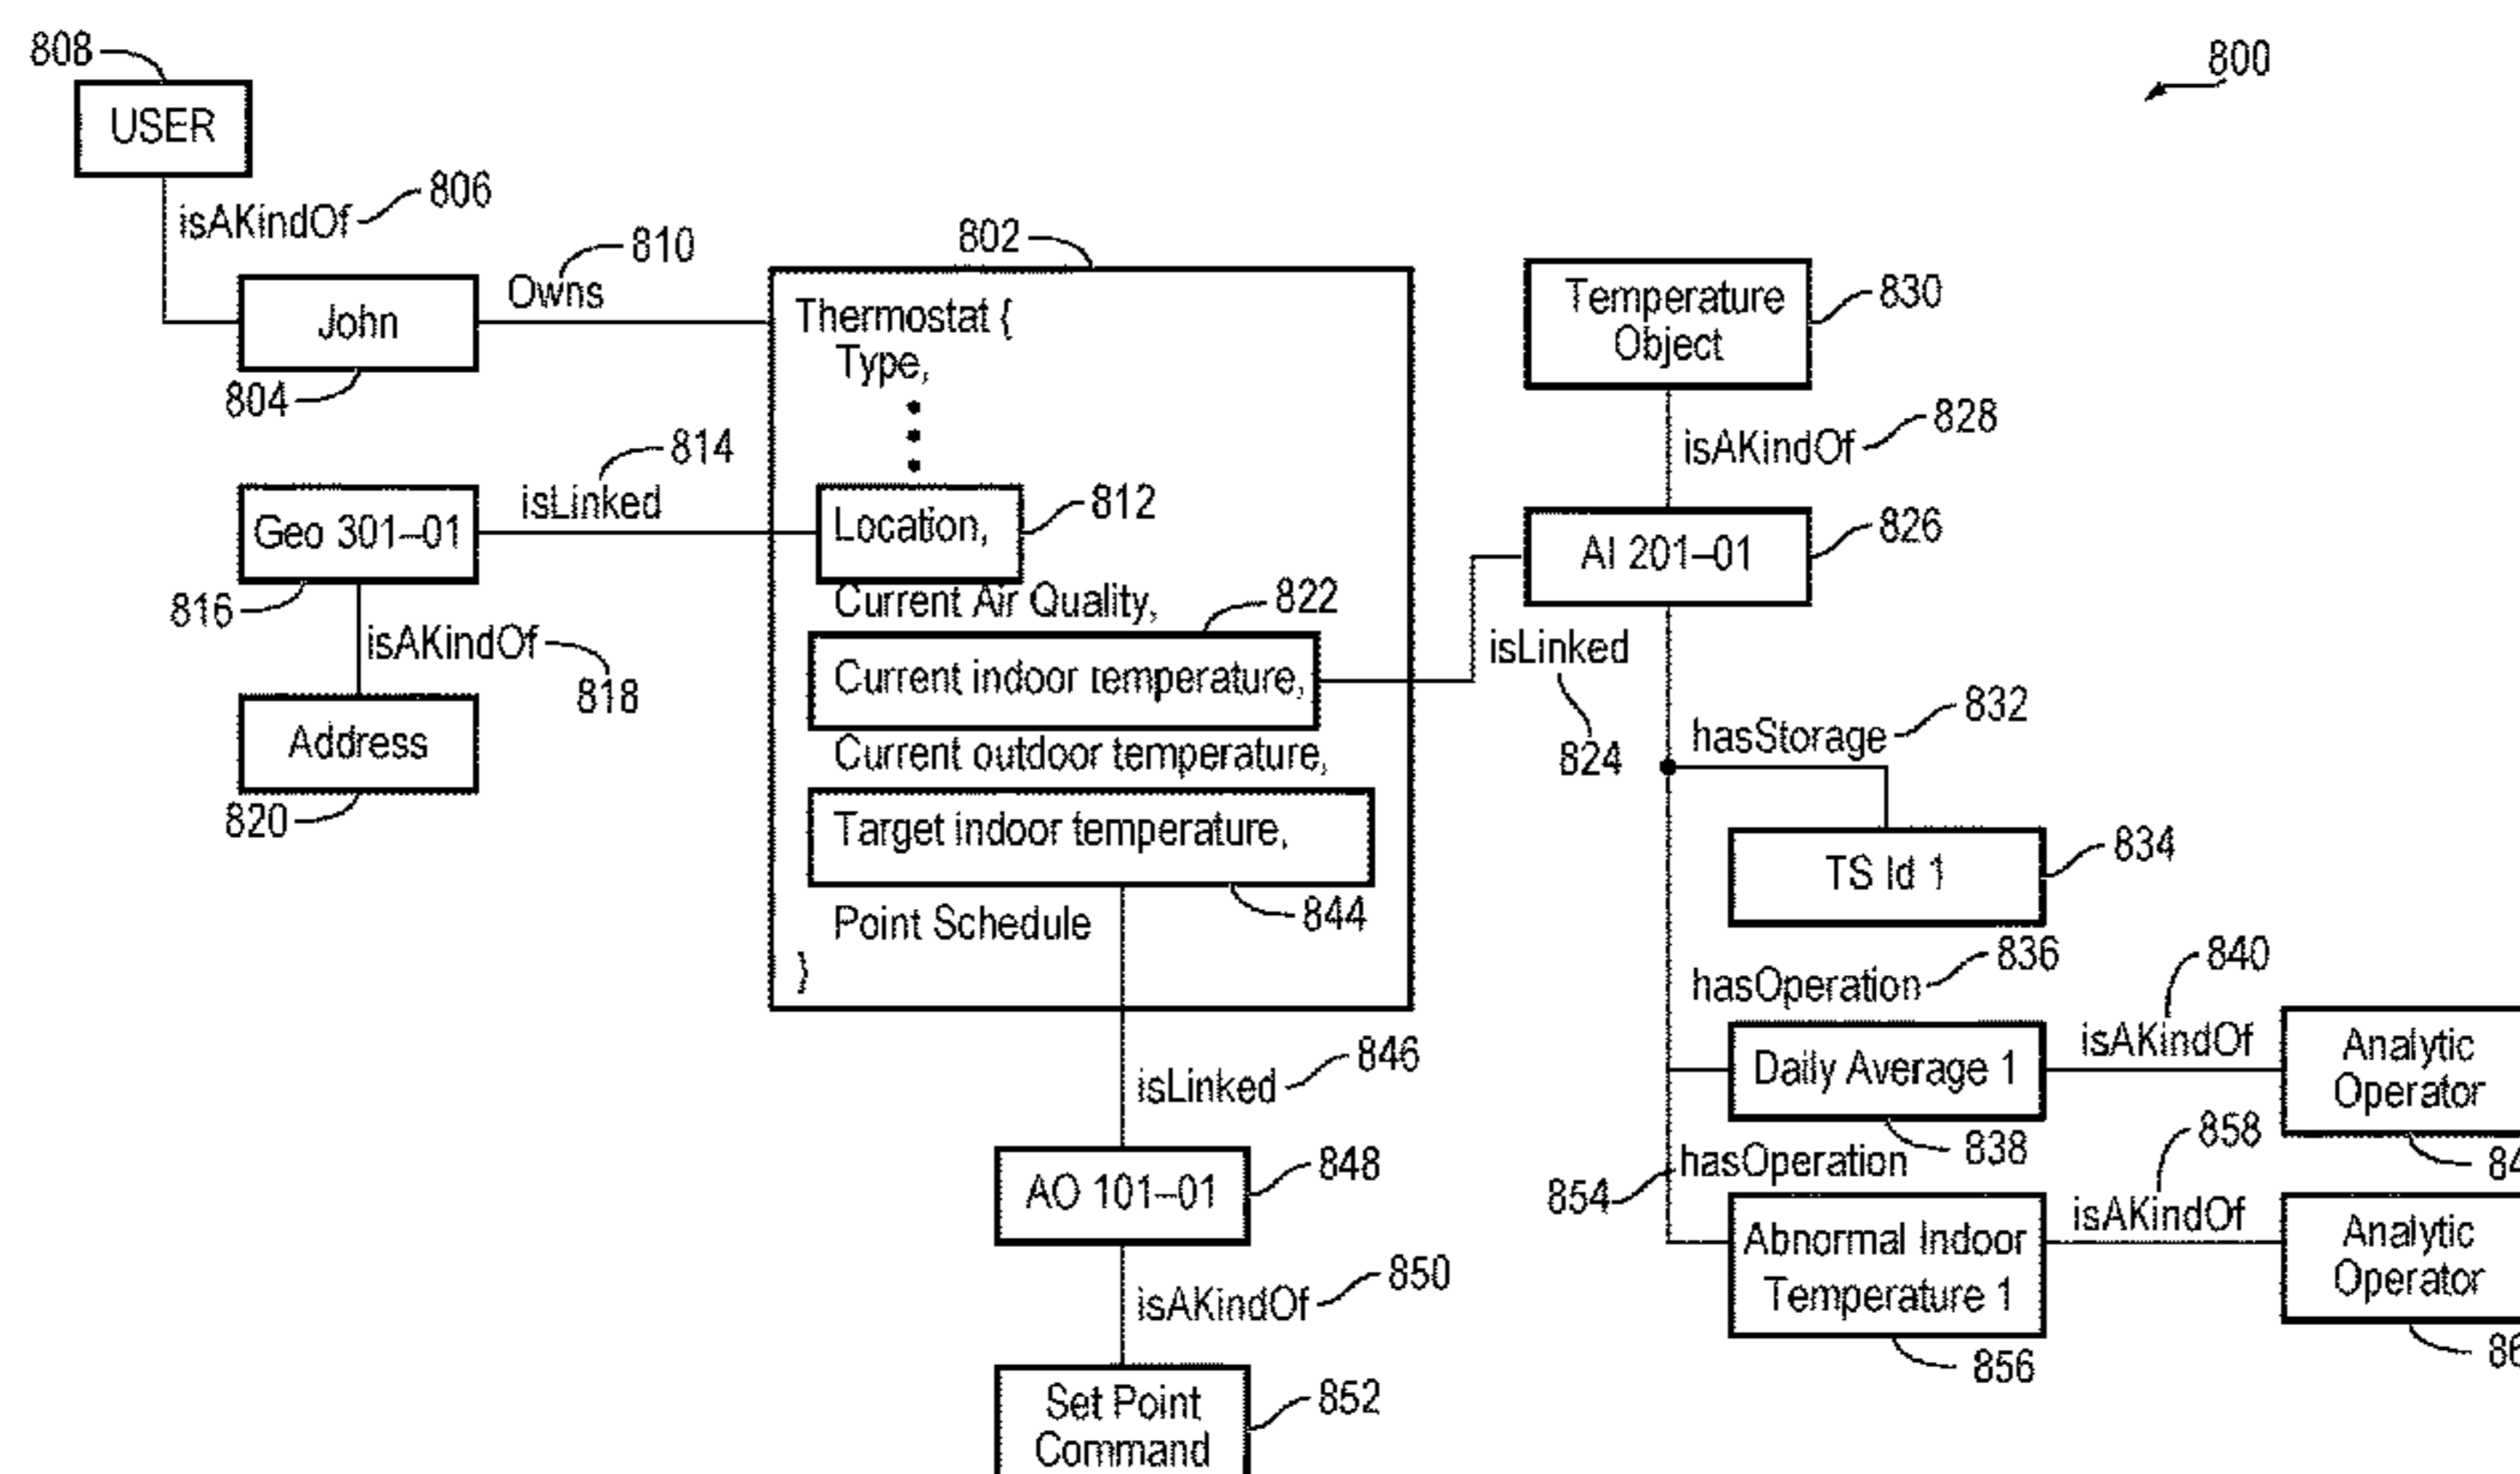 808
800
USER
806
isAKindOf
810
802
Owns
John
804
Thermostat {
Type,
Temperature
Object
830
828
isAKindOf
814
isLinked
Geo 301–01
816
Location,
812
AI 201–01
826
Current Air Quality,
822
isAKindOf
818
Current indoor temperature,
isLinked
824
Address
820
Current outdoor temperature,
832
hasStorage
Target indoor temperature,
844
TS Id 1
834
Point Schedule
}
836
hasOperation
840
isAKindOf
Daily Average 1
838
Analytic
Operator
846
isLinked
AO 101–01
848
854
hasOperation
858
isAKindOf
Abnormal Indoor
Temperature 1
856
Analytic
Operator
850
isAKindOf
Set Point
Command
852